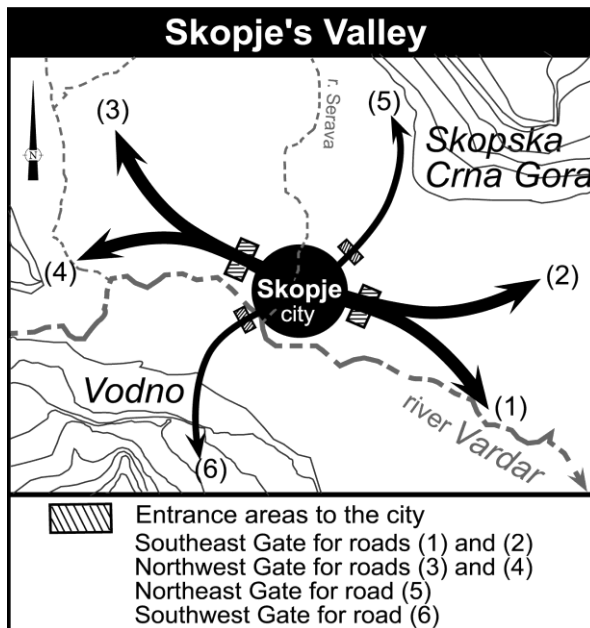 Skopje's Valley
(3)
r. Serava
(5)
Skopska
Crna Gora
N
(4)
(2)
Skopje
city
Vodno
(1)
river Vardar
(6)
Entrance areas to the city
Southeast Gate for roads (1) and (2)
Northwest Gate for roads (3) and (4)
Northeast Gate for road (5)
Southwest Gate for road (6)